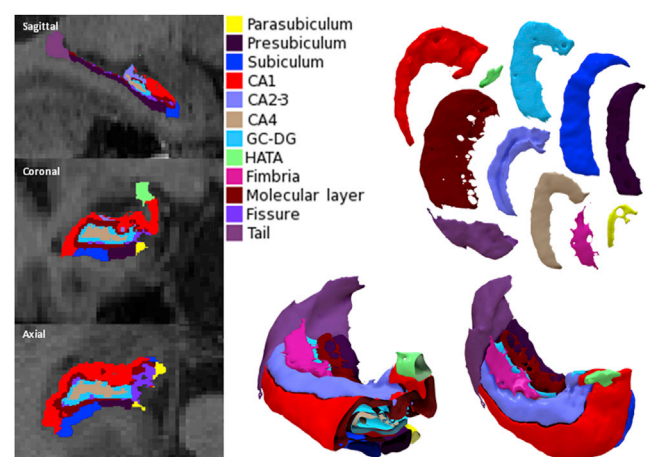 Sagittal
Coronal
Axial
Parasubiculum
Presubiculum
Subiculum
CA1
CA2-3
CA4
GC-DG
HATA
Fimbria
Molecular layer
Fissure
Tail